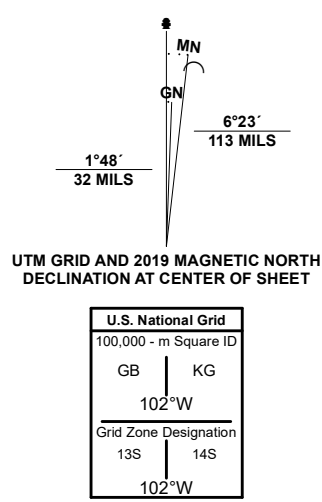 MN
GN
6°23´
113 MILS
1°48´
32 MILS
UTM GRID AND 2019 MAGNETIC NORTH
DECLINATION AT CENTER OF SHEET
U.S. National Grid
100,000 - m Square ID
GB KG
102°W
Grid Zone Designation
13S 14S
102°W